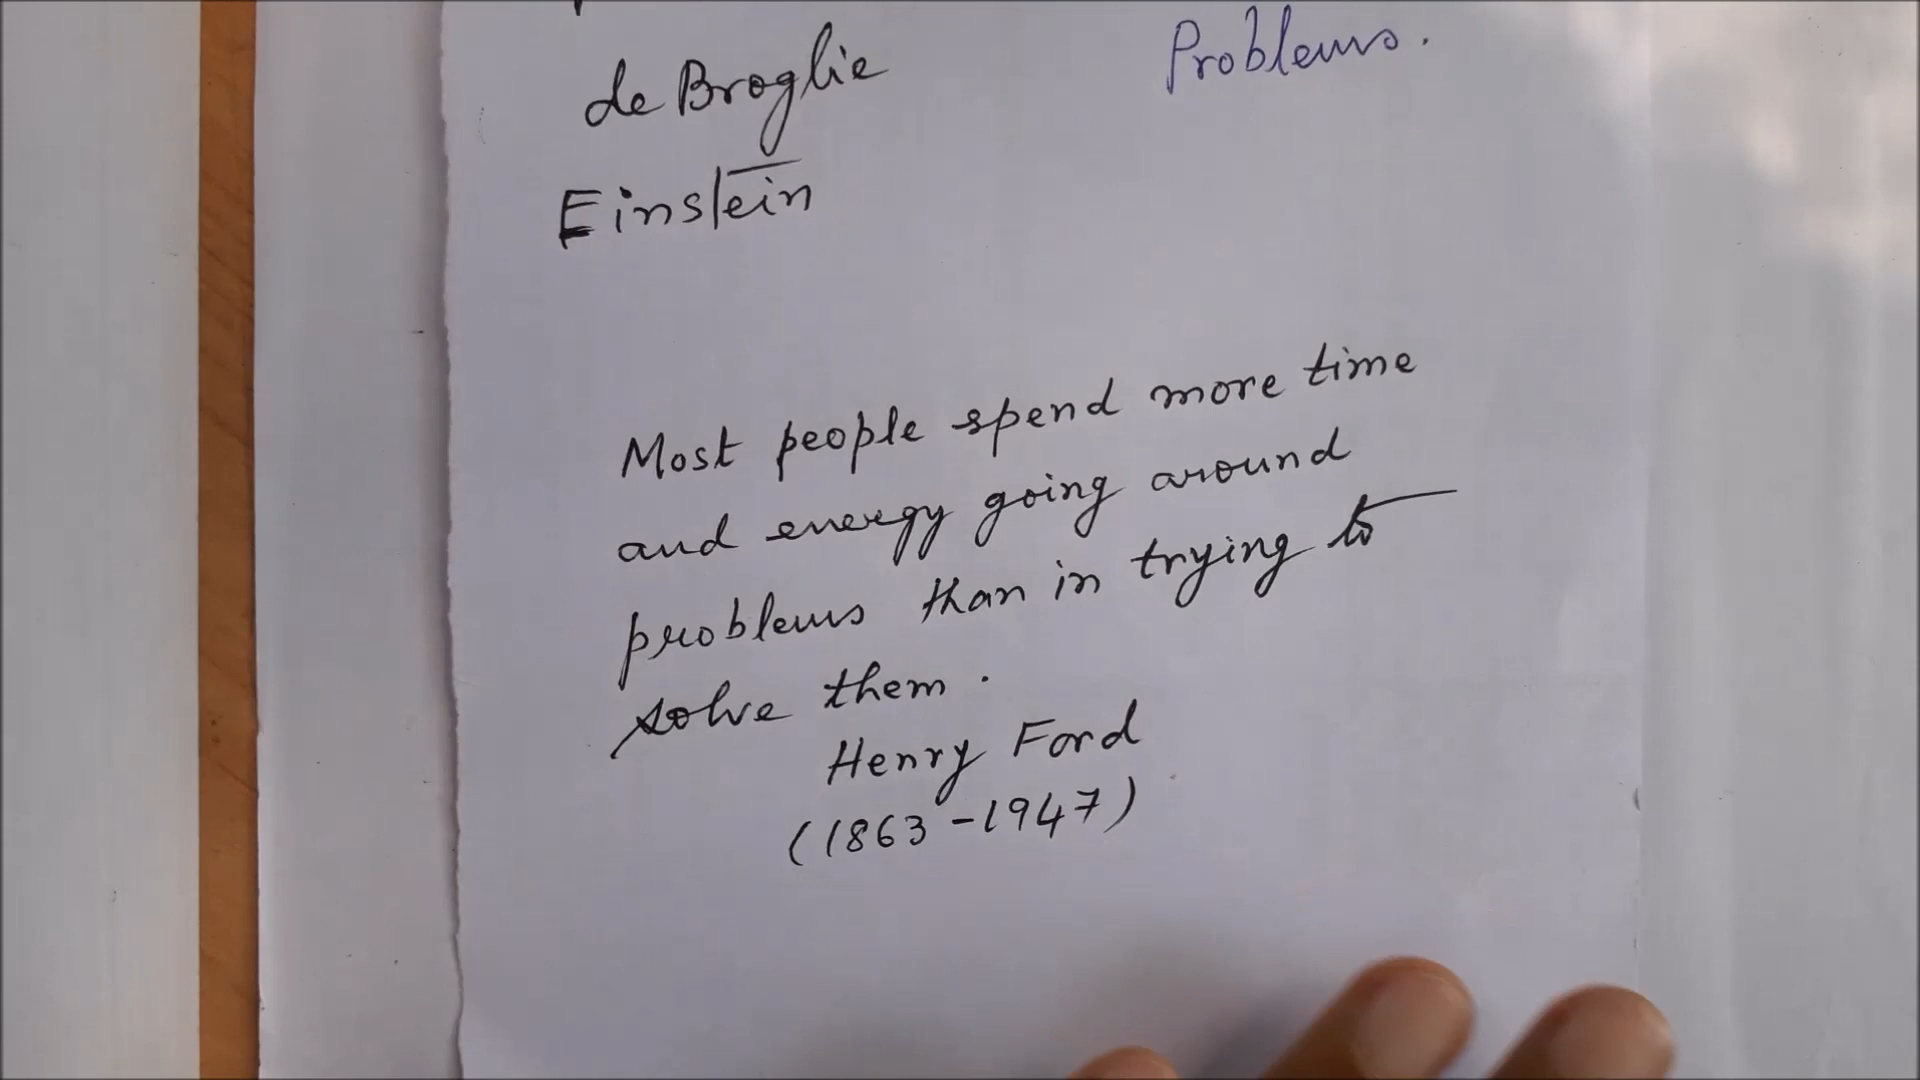 de Broglie
Problems.
Einstein
Most people spend more time
and energy going around
problems than in trying to
solve them.
Henry Ford
(1863-1947)